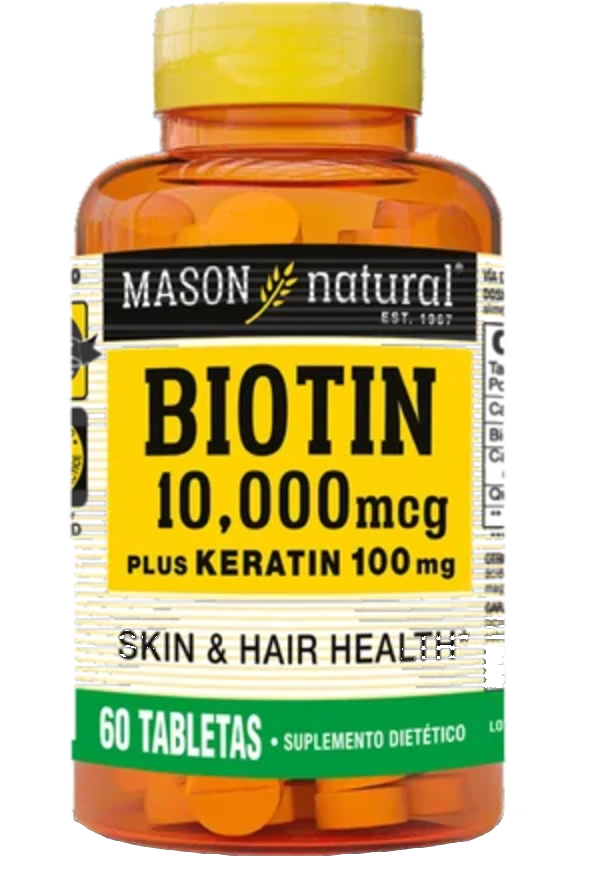 MASON natural®
EST. 1967
BIOTIN
10,000mcg
PLUS KERATIN 100mg
SKIN & HAIR HEALTH*
60 TABLETAS • SUPLEMENTO DIETÉTICO